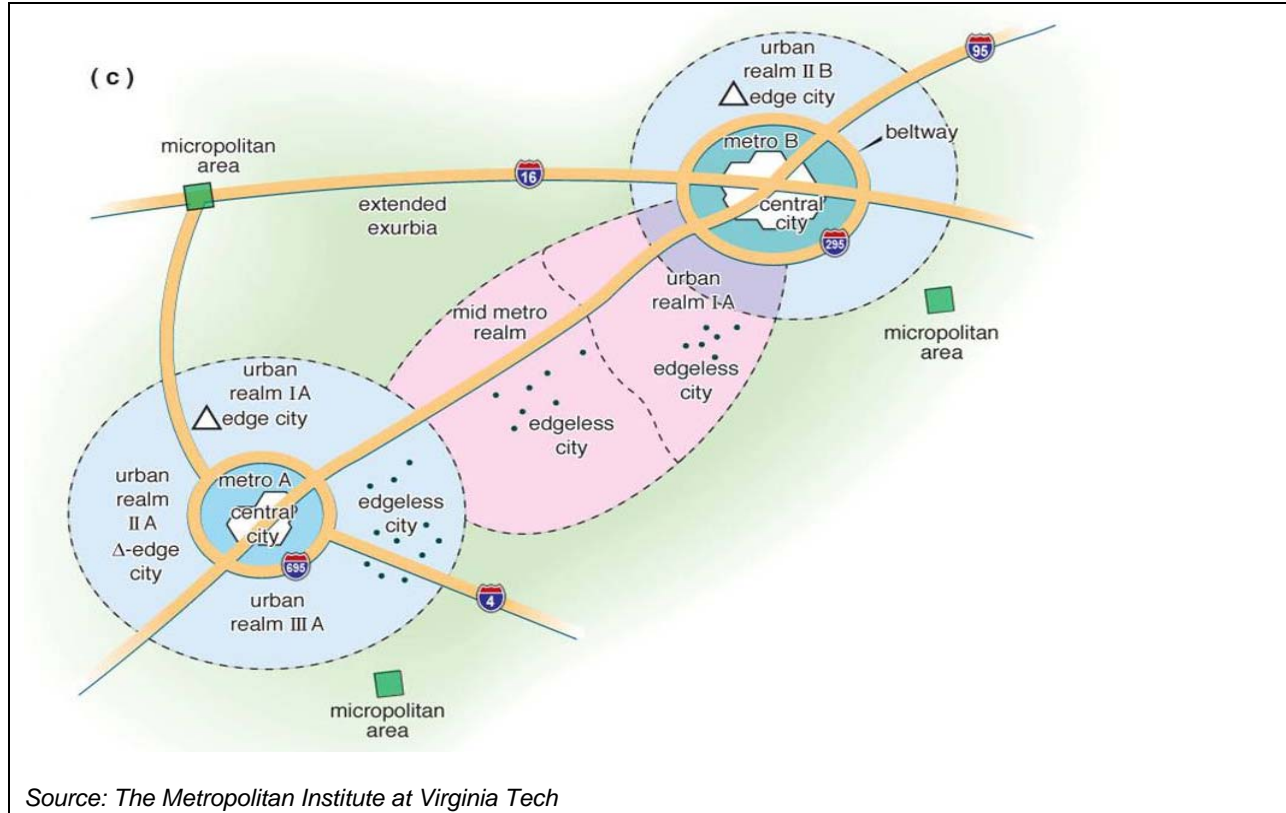 (c)
urban
realm II B
edge city
95
beltway
metro B
central
city
295
micropolitan
area
16
extended
exurbia
urban
realm I A
edgeless
city
mid metro
realm
edgeless
city
micropolitan
area
urban
realm I A
edge city
urban
realm
II A
Δ-edge
city
metro A
central
city
695
edgeless
city
urban
realm III A
4
micropolitan
area
Source: The Metropolitan Institute at Virginia Tech